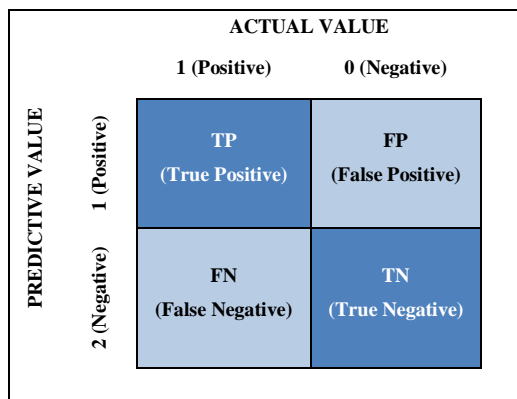 ACTUAL VALUE
1 (Positive)
0 (Negative)
PREDICTIVE VALUE
1 (Positive)
TP
(True Positive)
FP
(False Positive)
2 (Negative)
FN
(False Negative)
TN
(True Negative)